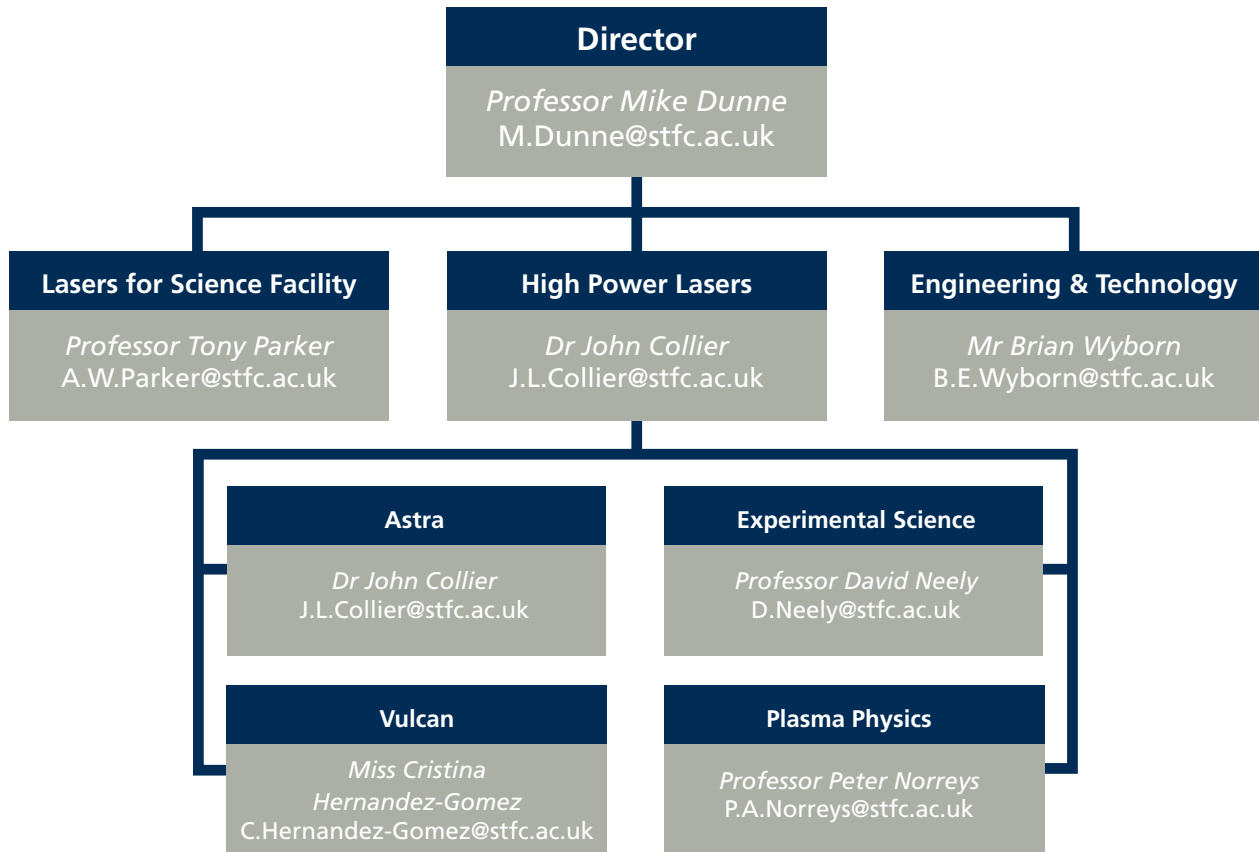 Director
Professor Mike Dunne
M.Dunne@stfc.ac.uk
Lasers for Science Facility
Professor Tony Parker
A.W.Parker@stfc.ac.uk
High Power Lasers
Dr John Collier
J.L.Collier@stfc.ac.uk
Engineering & Technology
Mr Brian Wyborn
B.E.Wyborn@stfc.ac.uk
Astra
Dr John Collier
J.L.Collier@stfc.ac.uk
Experimental Science
Professor David Neely
D.Neely@stfc.ac.uk
Vulcan
Miss Cristina
Hernandez-Gomez
C.Hernandez-Gomez@stfc.ac.uk
Plasma Physics
Professor Peter Norreys
P.A.Norreys@stfc.ac.uk